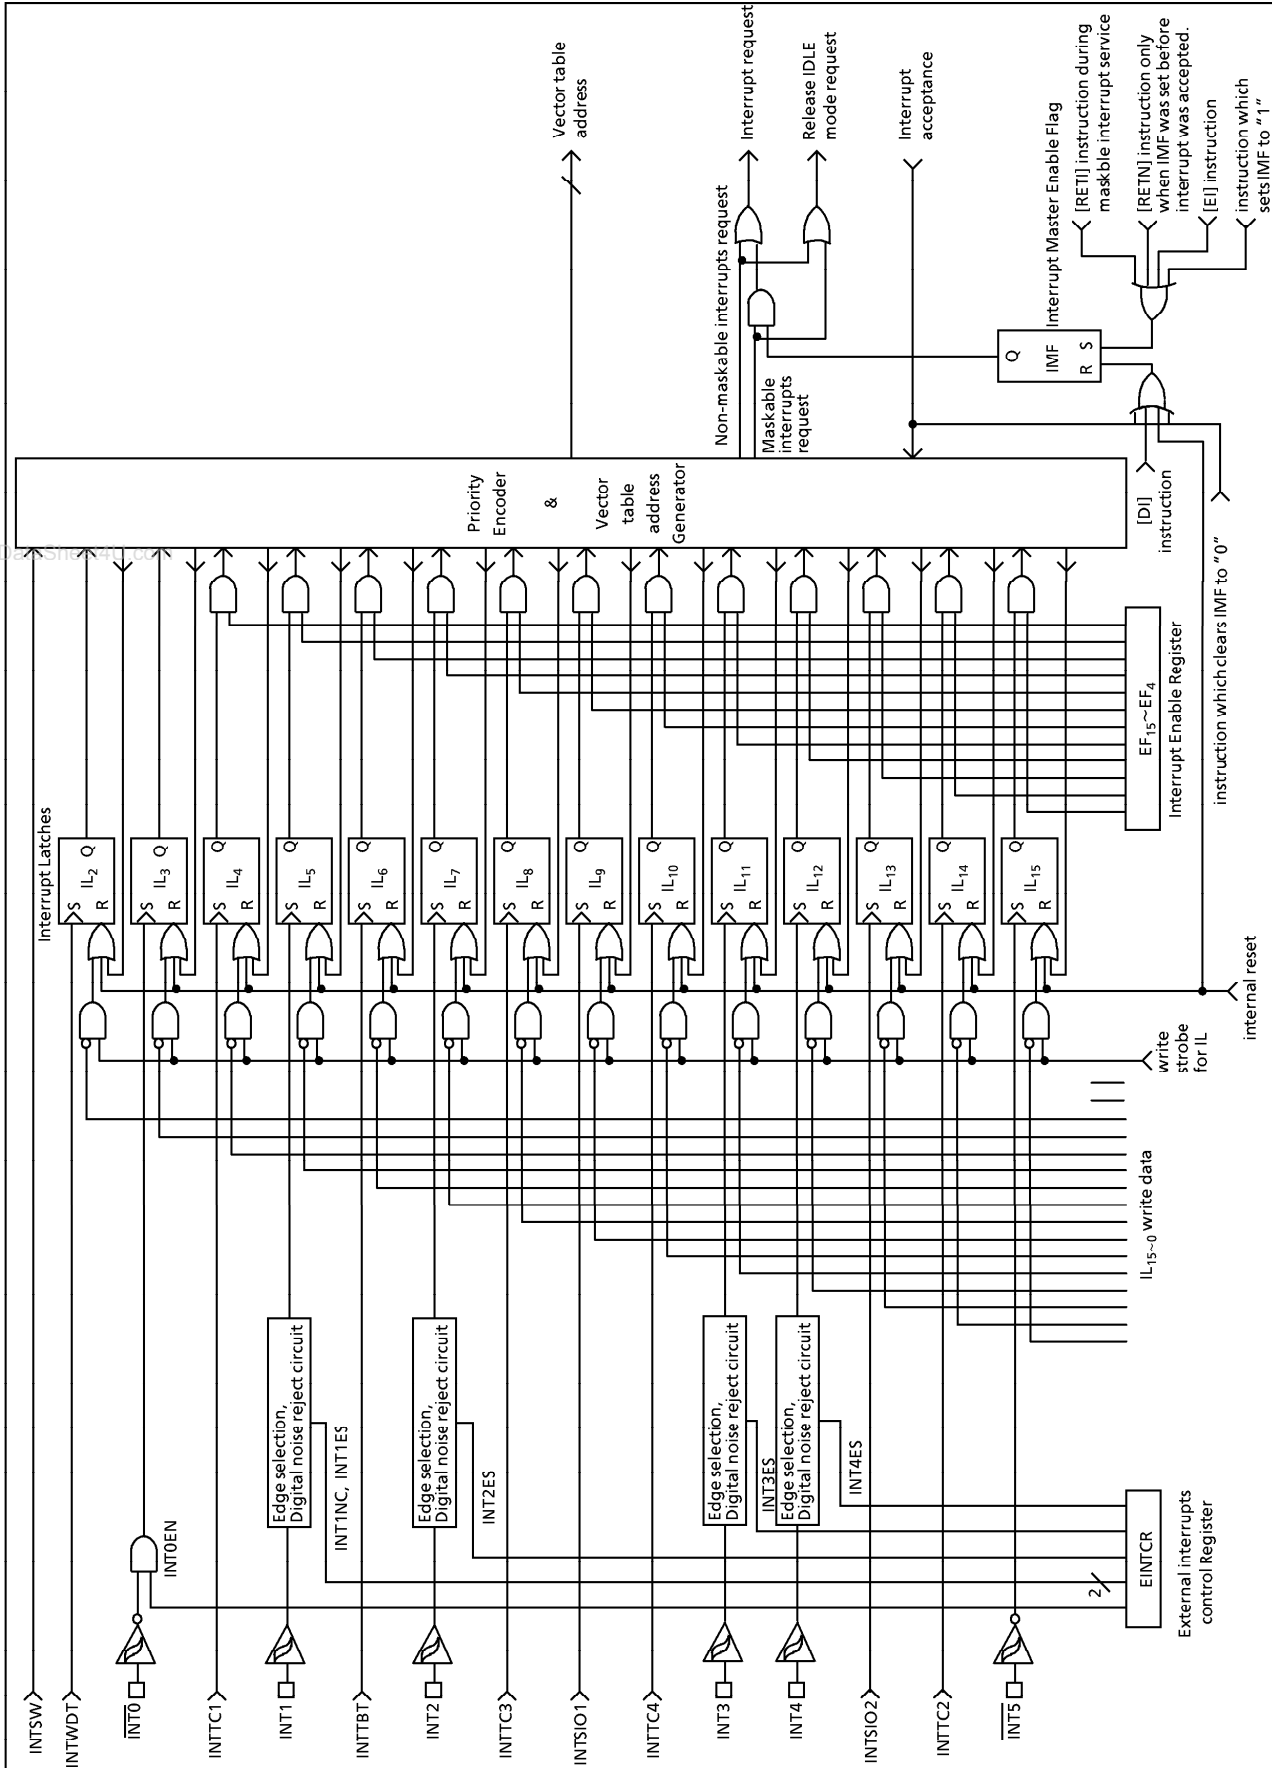 INTSW
INTWDT
INT0
INTTC1
INT1
INTTBT
INT2
INTTC3
INTSIO1
INTTC4
INT3
INT4
INTSIO2
INTTC2
INT5
INT0EN
Edge selection,
Digital noise reject circuit
INT1NC, INT1ES
Edge selection,
Digital noise reject circuit
INT2ES
Edge selection,
Digital noise reject circuit
INT3ES
Edge selection,
Digital noise reject circuit
INT4ES
2
EINTCR
External interrupts
control Register
IL15~0 write data
write
strobe
for IL
internal reset
Interrupt Latches
S
R
IL2
Q
S
R
IL3
Q
S
R
IL4
Q
S
R
IL5
Q
S
R
IL6
Q
S
R
IL7
Q
S
R
IL8
Q
S
R
IL9
Q
S
R
IL10
Q
S
R
IL11
Q
S
R
IL12
Q
S
R
IL13
Q
S
R
IL14
Q
S
R
IL15
Q
EF15~EF4
Interrupt Enable Register
instruction which clears IMF to "0"
Priority
Encoder
&
Vector
table
address
Generator
[DI]
instruction
Vector table
address
Non-maskable interrupts request
Maskable
interrupts
request
Interrupt request
Release IDLE
mode request
Interrupt
acceptance
Q
IMF
R S
Interrupt Master Enable Flag
[RETI] instruction during
maskble interrupt service
[RETN] instruction only
when IMF was set before
interrupt was accepted.
[EI] instruction
instruction which
sets IMF to "1"
DataSheet4U.com